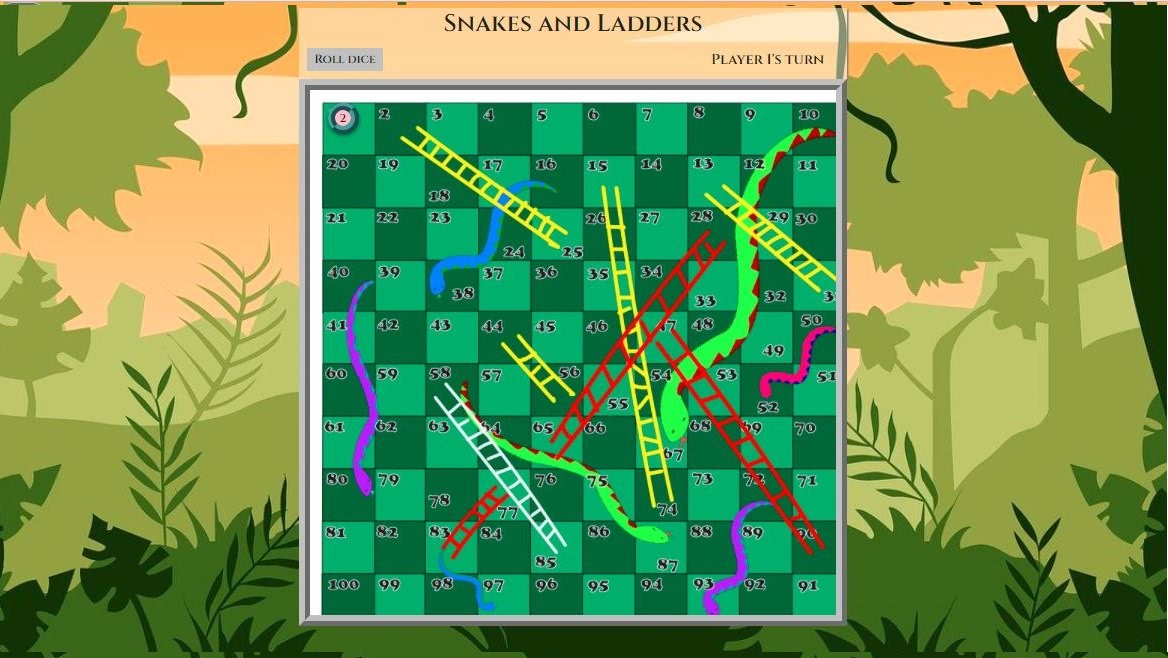 Snakes and Ladders
Roll dice Player 1's turn
2 2 3 4 5 6 7 8 9 10
20 19 18 17 16 15 14 13 12 11
21 22 23 24 25 26 27 28 29 30
40 39 38 37 36 35 34 33 32
41 42 43 44 45 46 47 48 49 50
60 59 58 57 56 55 54 53 52 51
61 62 63 64 65 66 67 68 69 70
80 79 78 77 76 75 74 73 72 71
81 82 83 84 85 86 87 88 89 90
100 99 98 97 96 95 94 93 92 91